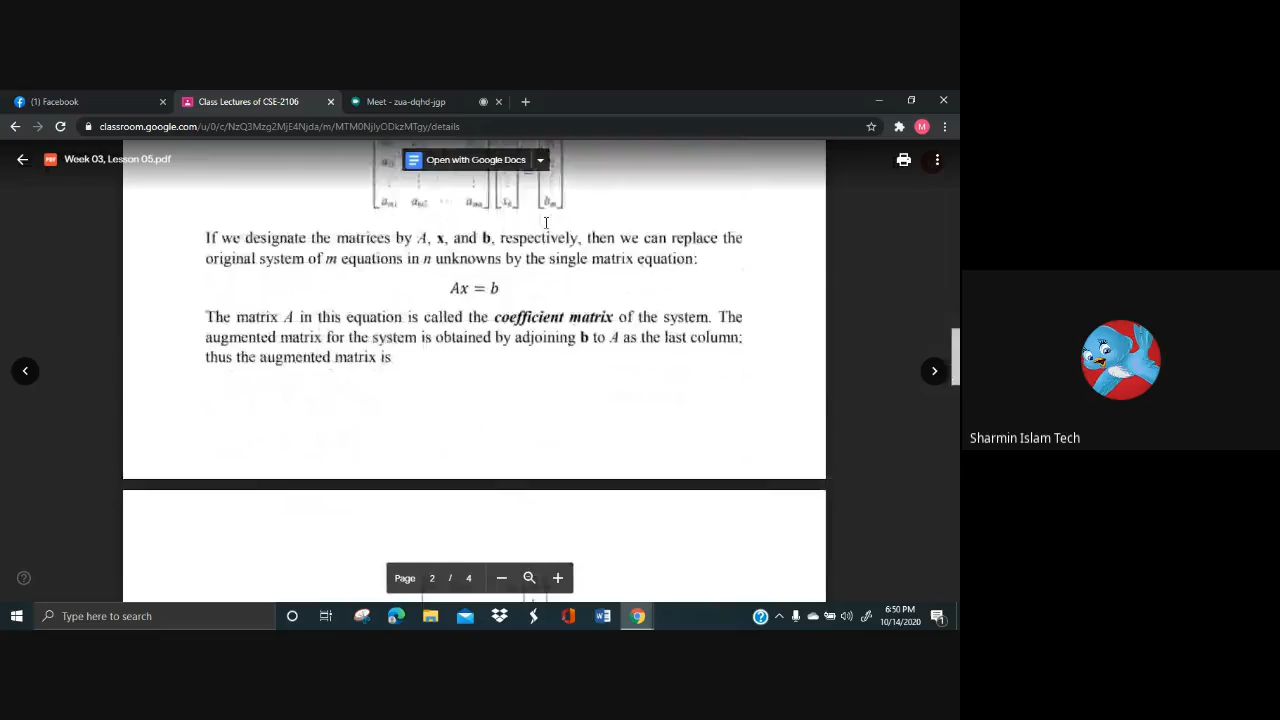 (1) Facebook
Class Lectures of CSE-2106
Meet - zua-dqhd-jgp
classroom.google.com/u/0/c/NzQ3Mzg2MjE4Njda/m/MTM0NjIyODkzMTgy/details
M
PDF
Week 03, Lesson 05.pdf
Open with Google Docs
If we designate the matrices by A, x, and b, respectively, then we can replace the
original system of m equations in n unknowns by the single matrix equation:
Ax = b
The matrix A in this equation is called the coefficient matrix of the system. The
augmented matrix for the system is obtained by adjoining b to A as the last column;
thus the augmented matrix is
Sharmin Islam Tech
Page 2 / 4
Type here to search
6:50 PM
10/14/2020